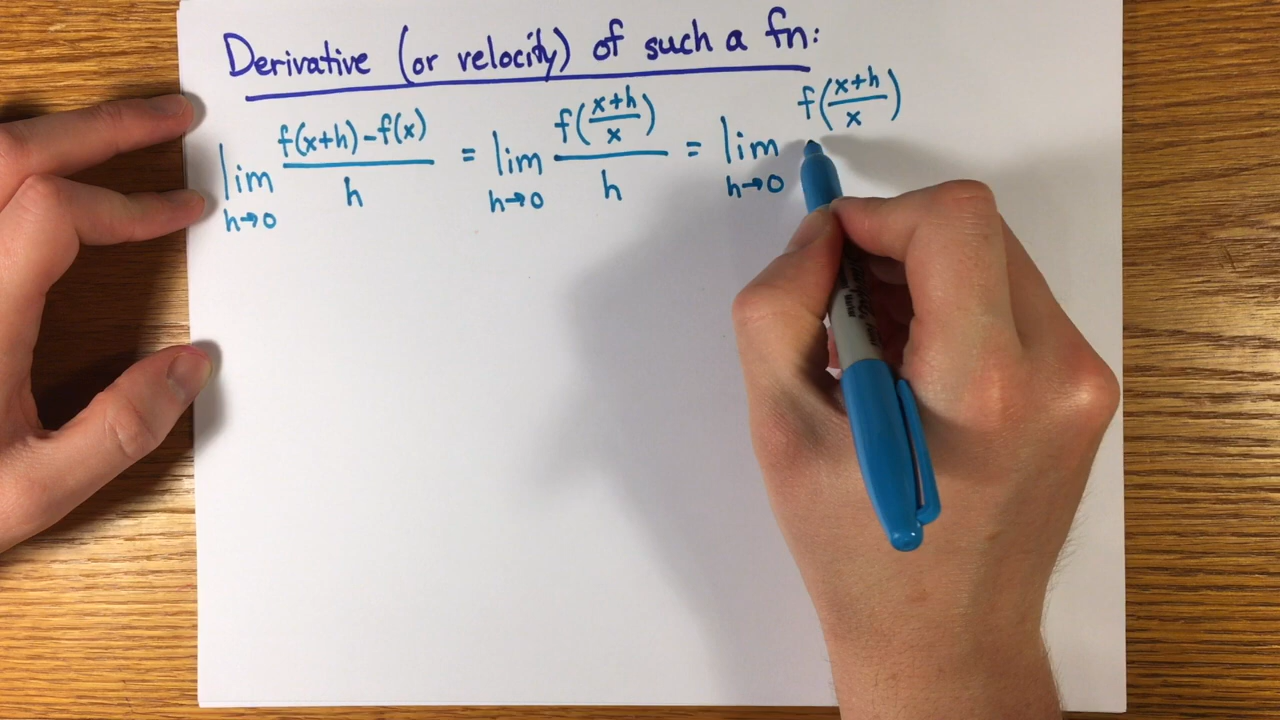 Derivative (or velocity) of such a fn:
lim h→0 f(x+h)-f(x) / h = lim h→0 f(x+h / x) / h = lim h→0 f(x+h / x)